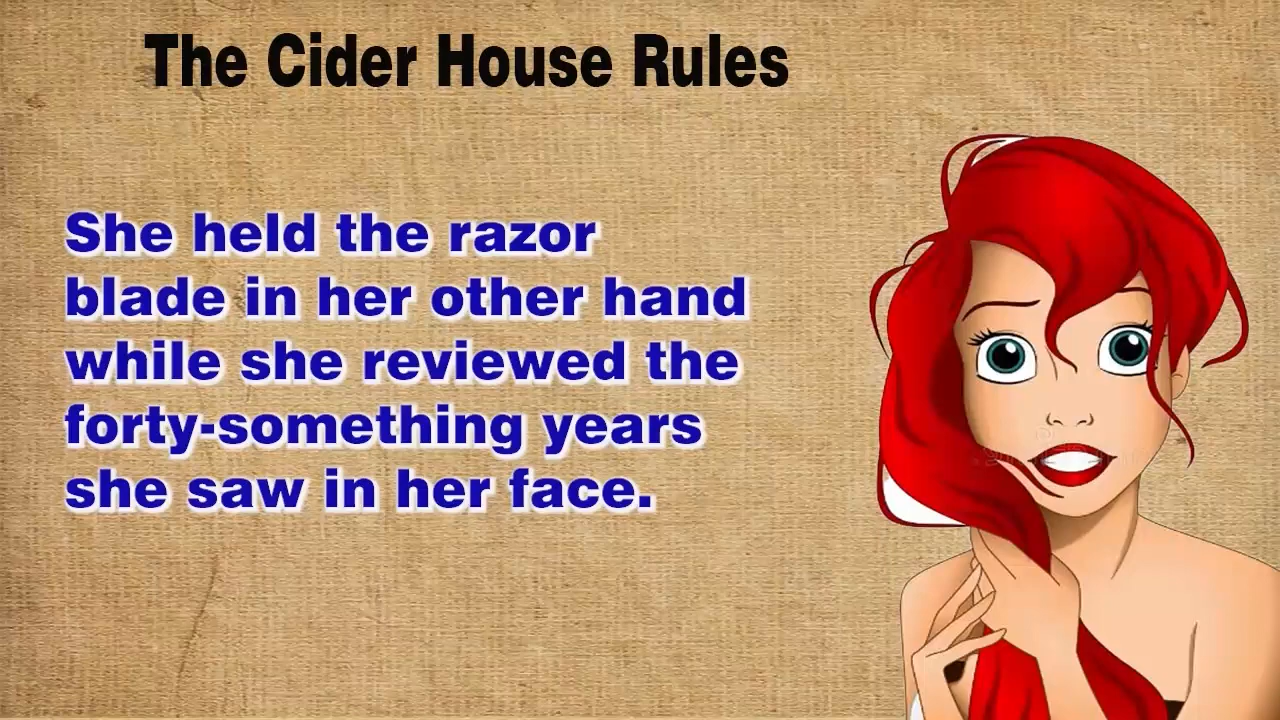 The Cider House Rules
She held the razor
blade in her other hand
while she reviewed the
forty-something years
she saw in her face.